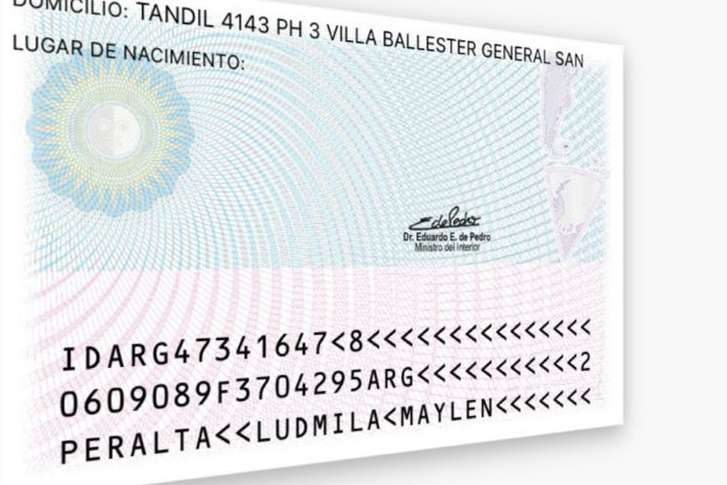 DOMICILIO: TANDIL 4143 PH 3 VILLA BALLESTER GENERAL SAN
LUGAR DE NACIMIENTO:
Dr. Eduardo E. de Pedro
Ministro del Interior
IDARG47341647<8<<<<<<<<<<<<<<<
0609089F3704295ARG<<<<<<<<<<<2
PERALTA<<LUDMILA<MAYLEN<<<<<<<